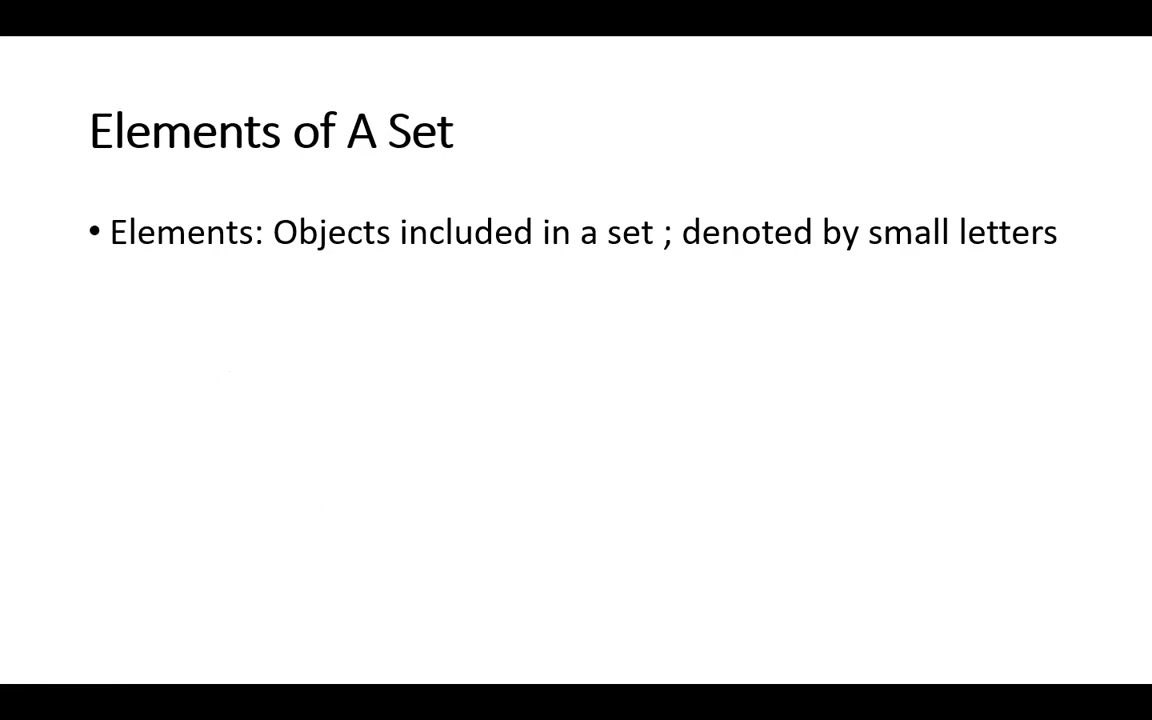 Elements of A Set
• Elements: Objects included in a set ; denoted by small letters